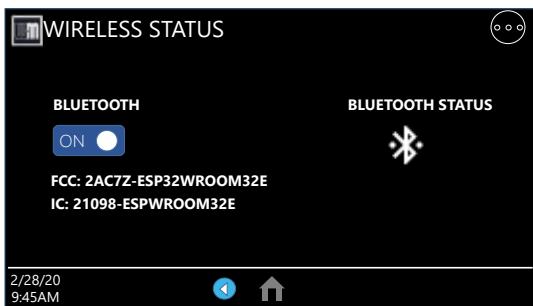 WIRELESS STATUS
BLUETOOTH
BLUETOOTH STATUS
ON
FCC: 2AC7Z-ESP32WROOM32E
IC: 21098-ESPWROOM32E
2/28/20
9:45AM